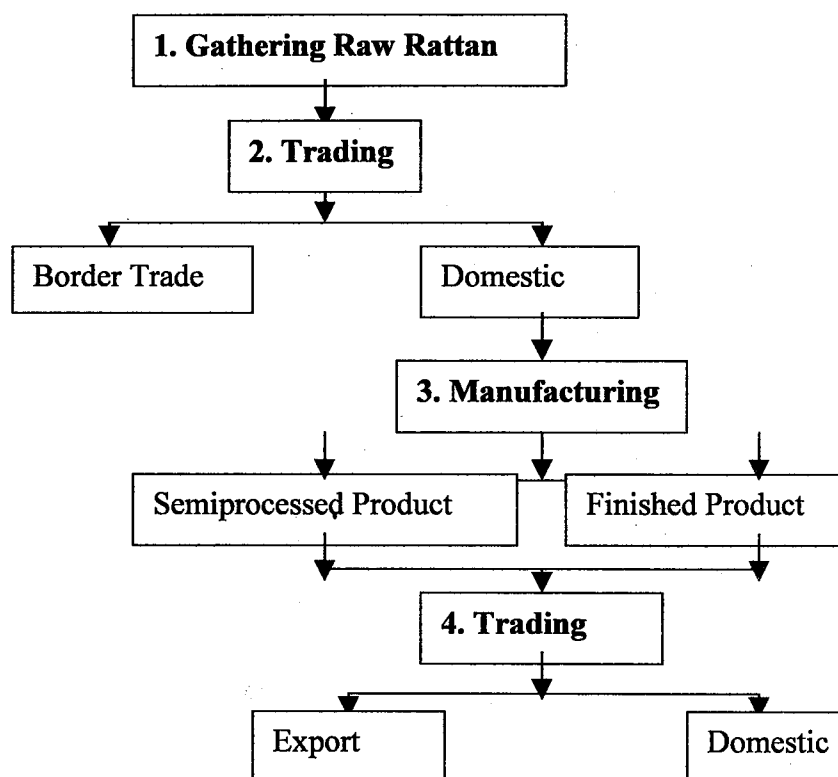 1. Gathering Raw Rattan
2. Trading
Border Trade
Domestic
3. Manufacturing
Semiprocessed Product
Finished Product
4. Trading
Export
Domestic